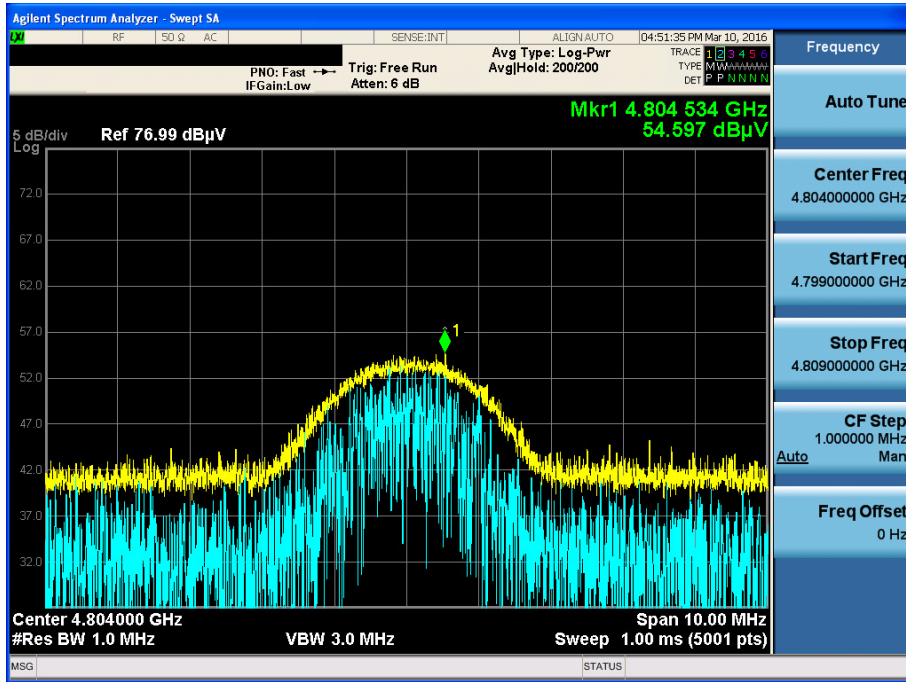 Agilent Spectrum Analyzer - Swept SA
LXI RF 50 Ω AC SENSE:INT ALIGN AUTO 04:51:35 PM Mar 10, 2016
Frequency
PNO: Fast Trig: Free Run Avg Type: Log-Pwr TRACE 1 2 3 4 5 6
IFGain:Low Atten: 6 dB Avg|Hold: 200/200 TYPE M WWWWWW
DET P P N N N N
Auto Tune
Mkr1 4.804 534 GHz
5 dB/div Ref 76.99 dBµV 54.597 dBµV
Log
72.0
67.0
62.0
57.0
1
52.0
47.0
42.0
37.0
32.0
Center 4.804000 GHz Span 10.00 MHz
#Res BW 1.0 MHz VBW 3.0 MHz Sweep 1.00 ms (5001 pts)
Center Freq
4.804000000 GHz
Start Freq
4.799000000 GHz
Stop Freq
4.809000000 GHz
CF Step
1.000000 MHz
Auto Man
Freq Offset
0 Hz
MSG STATUS